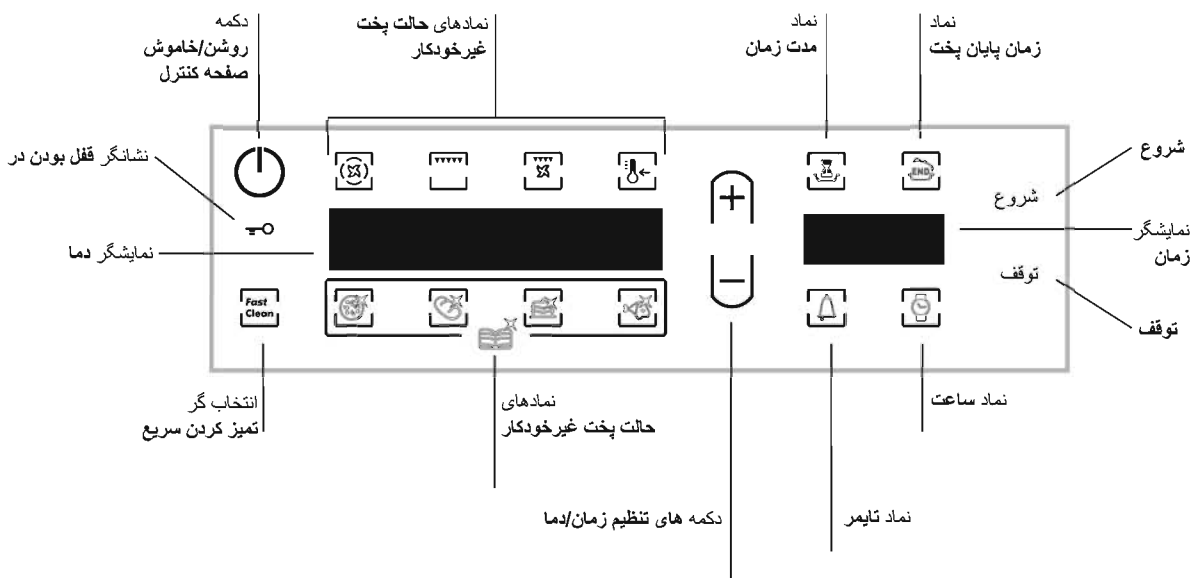 دکمه
روشن/خاموش
صفحه کنترل
نمادهای حالت پخت
غیرخودکار
نماد
مدت زمان
نماد
زمان پایان پخت
نشانگر قفل بودن در
شروع
شروع
END
نمایشگر دما
نمایشگر
زمان
توقف
توقف
Fast
Clean
انتخاب گر
تمیز کردن سریع
نمادهای
حالت پخت غیرخودکار
نماد ساعت
دکمه های تنظیم زمان/دما
نماد تایمر